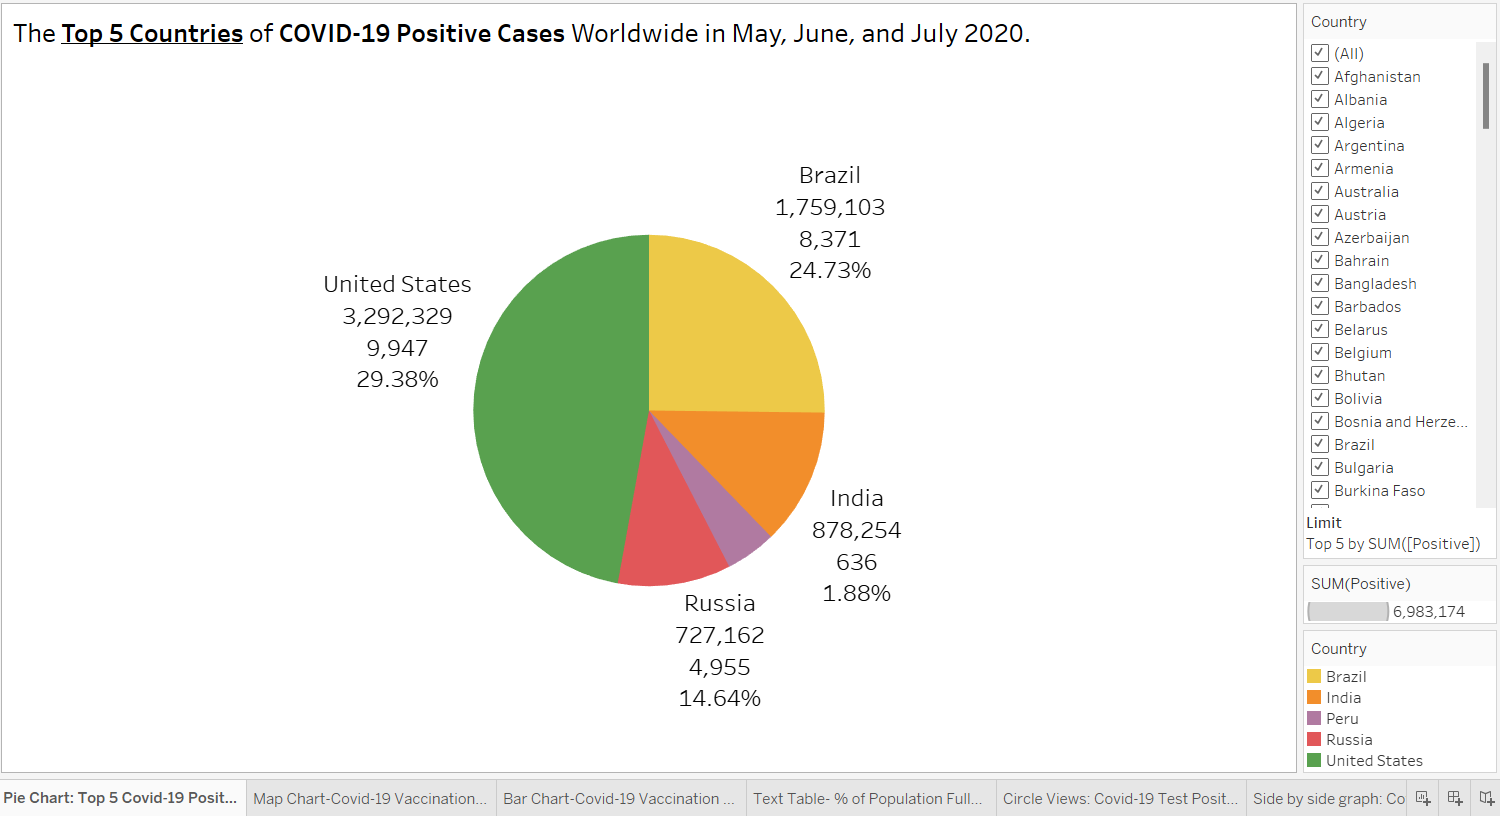 The Top 5 Countries of COVID-19 Positive Cases Worldwide in May, June, and July 2020.
Brazil
1,759,103
8,371
24.73%
United States
3,292,329
9,947
29.38%
India
878,254
636
1.88%
Russia
727,162
4,955
14.64%
Country
(All)
Afghanistan
Albania
Algeria
Argentina
Armenia
Australia
Austria
Azerbaijan
Bahrain
Bangladesh
Barbados
Belarus
Belgium
Bhutan
Bolivia
Bosnia and Herze...
Brazil
Bulgaria
Burkina Faso
Limit
Top 5 by SUM([Positive])
SUM(Positive)
6,983,174
Country
Brazil
India
Peru
Russia
United States
Pie Chart: Top 5 Covid-19 Posit... Map Chart-Covid-19 Vaccination... Bar Chart-Covid-19 Vaccination ... Text Table- % of Population Full... Circle Views: Covid-19 Test Posit... Side by side graph: Co